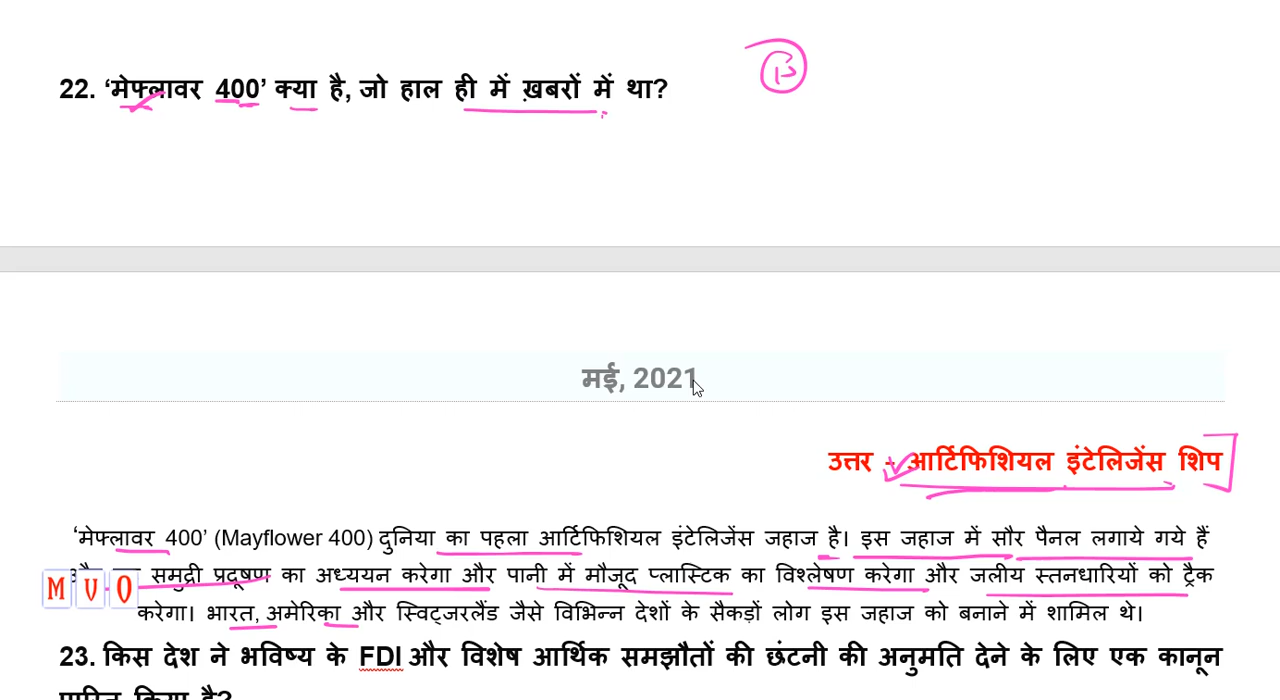 22. ‘मेफ्लावर 400’ क्या है, जो हाल ही में ख़बरों में था?
B
मई, 2021
उत्तर - आर्टिफिशियल इंटेलिजेंस शिप
‘मेफ्लावर 400’ (Mayflower 400) दुनिया का पहला आर्टिफिशियल इंटेलिजेंस जहाज है। इस जहाज में सौर पैनल लगाये गये हैं
समुद्री प्रदूषण का अध्ययन करेगा और पानी में मौजूद प्लास्टिक का विश्लेषण करेगा और जलीय स्तनधारियों को ट्रैक
M U O
करेगा। भारत, अमेरिका और स्विट्जरलैंड जैसे विभिन्न देशों के सैकड़ों लोग इस जहाज को बनाने में शामिल थे।
23. किस देश ने भविष्य के FDI और विशेष आर्थिक समझौतों की छंटनी की अनुमति देने के लिए एक कानून